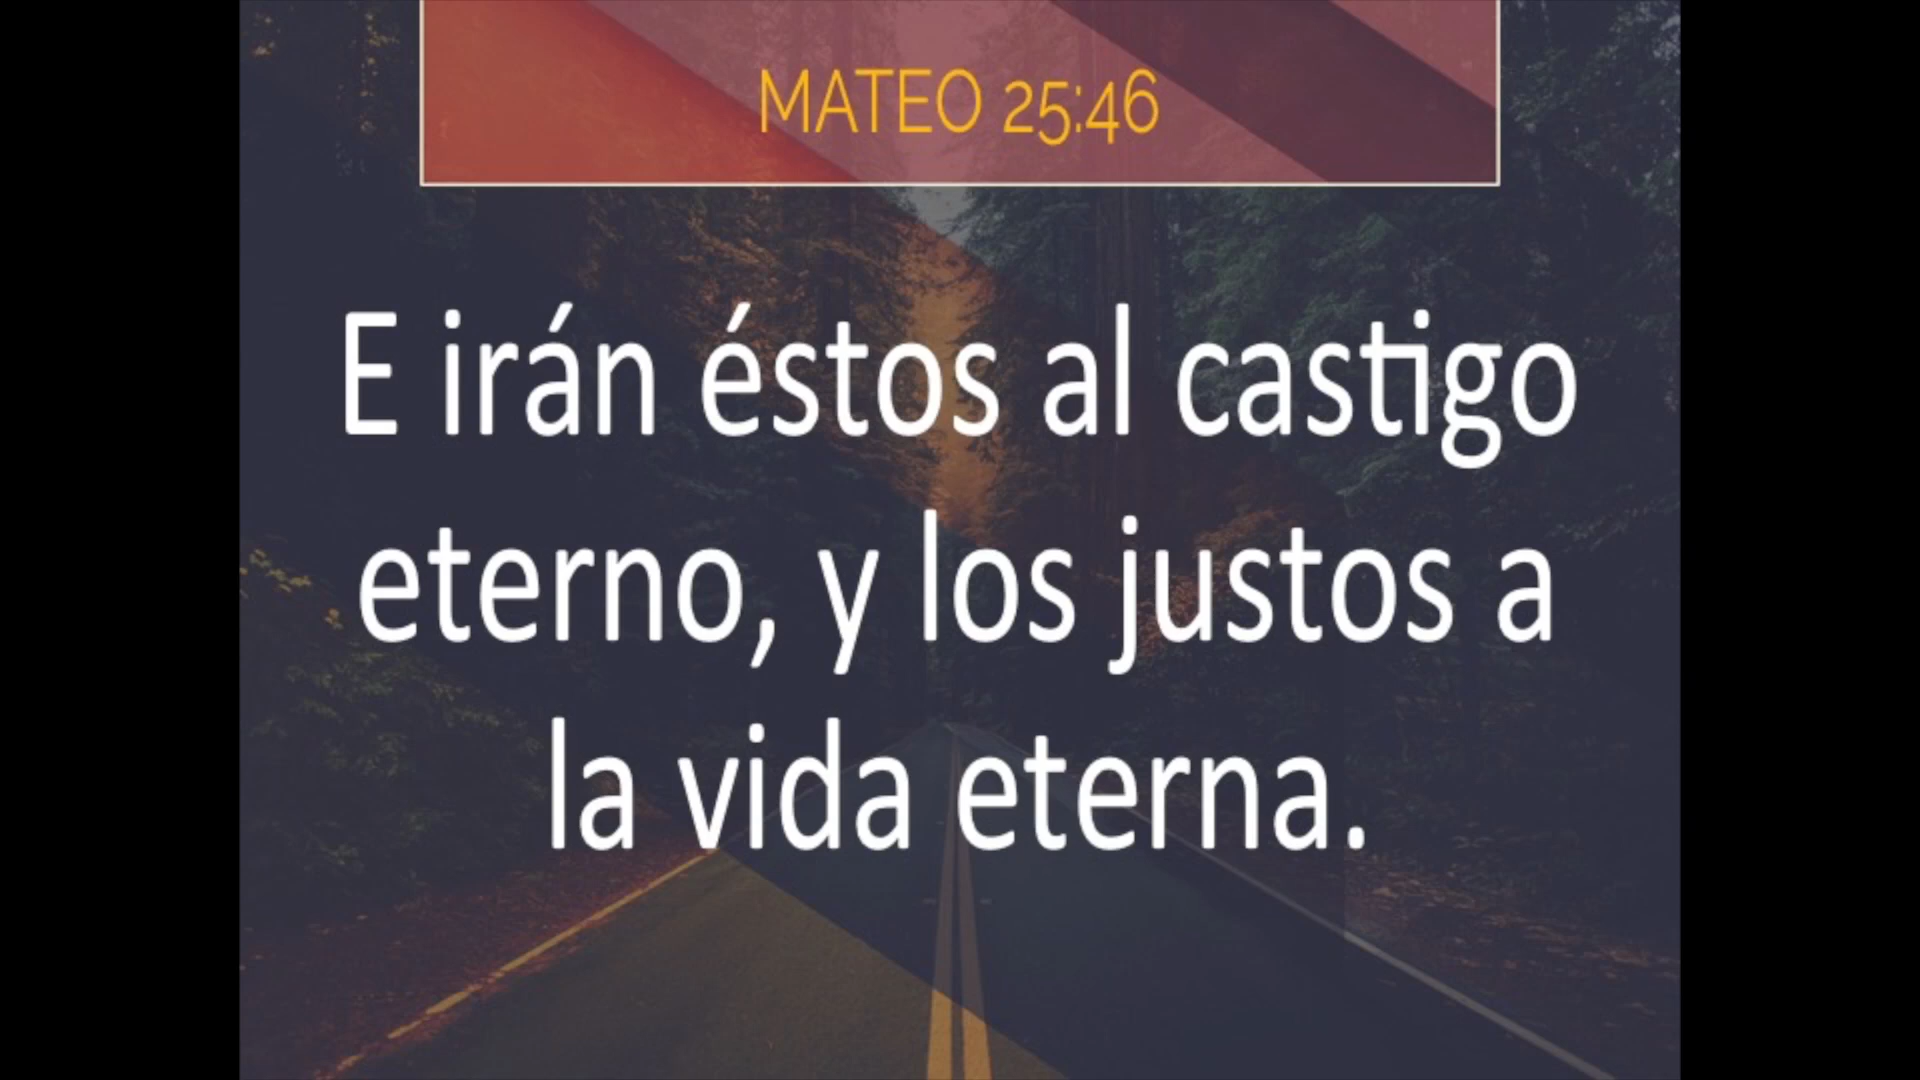 MATEO 25:46
E irán éstos al castigo
eterno, y los justos a
la vida eterna.